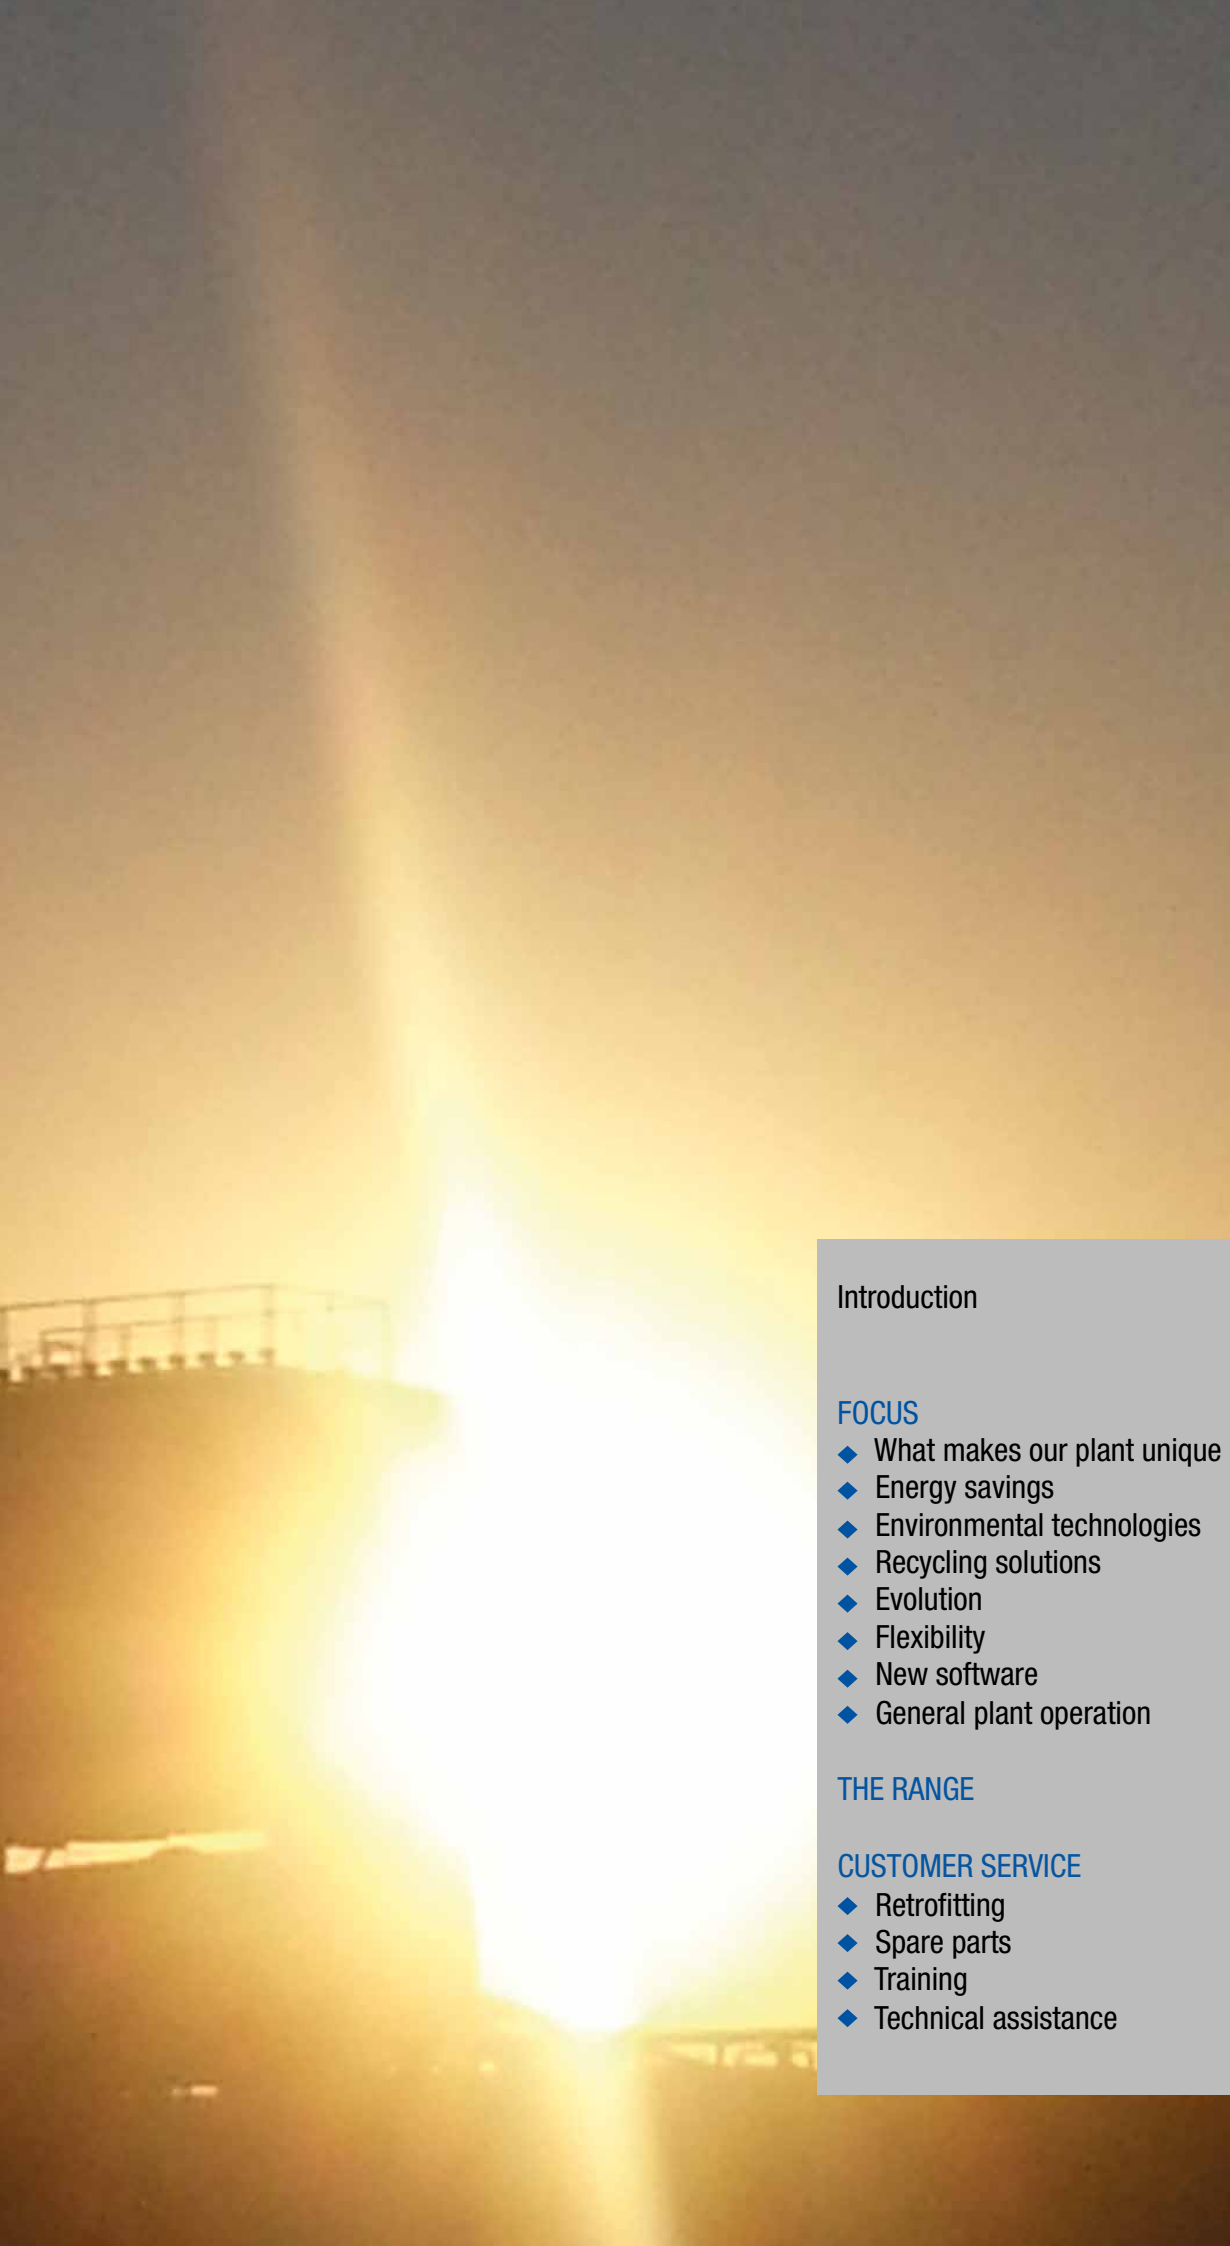 Introduction
FOCUS
◆ What makes our plant unique
◆ Energy savings
◆ Environmental technologies
◆ Recycling solutions
◆ Evolution
◆ Flexibility
◆ New software
◆ General plant operation
THE RANGE
CUSTOMER SERVICE
◆ Retrofitting
◆ Spare parts
◆ Training
◆ Technical assistance